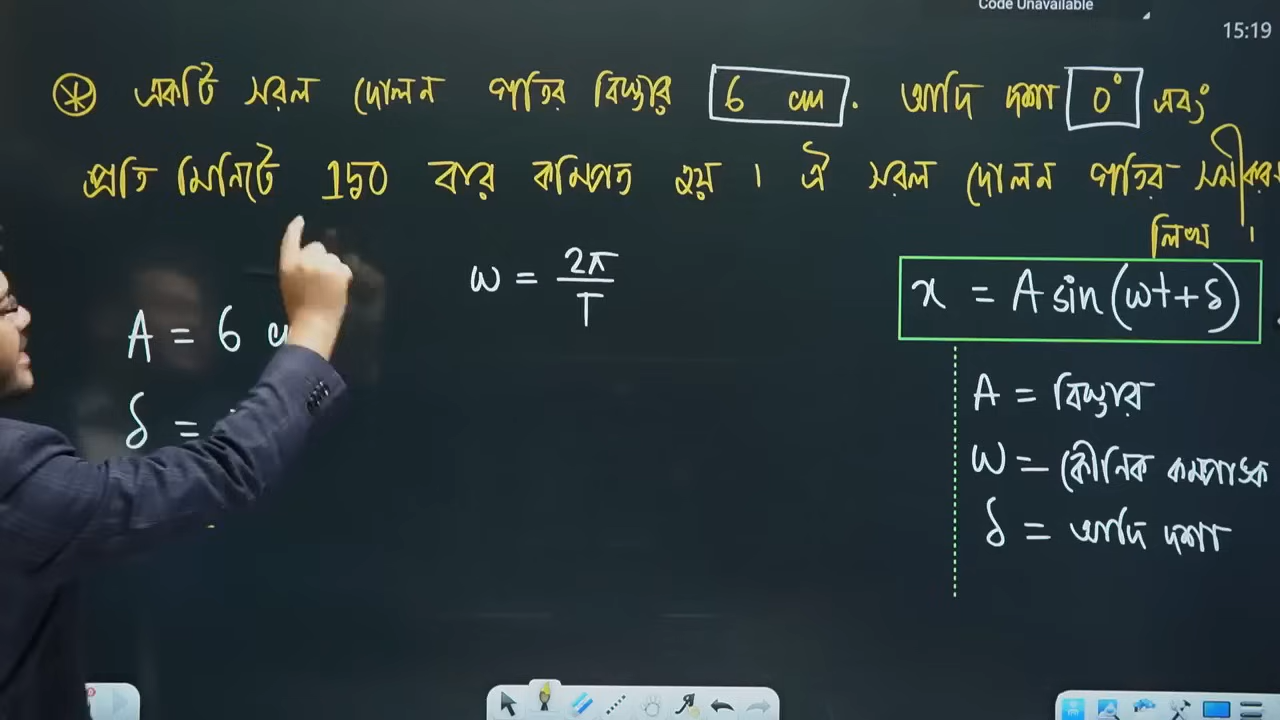 Code Unavailable
15:19
একটি সরল দোলন গতির বিস্তার 6 cm . আদি দশা 0° এবং
প্রতি মিনিটে 150 বার কম্পিত হয় । ঐ সরল দোলন গতির সমীকরণ
লিখ ।
ω = 2π/T
x = A sin(ωt+δ)
A = 6 c
δ =
A = বিস্তার
ω = কৌনিক কম্পাঙ্ক
δ = আদি দশা